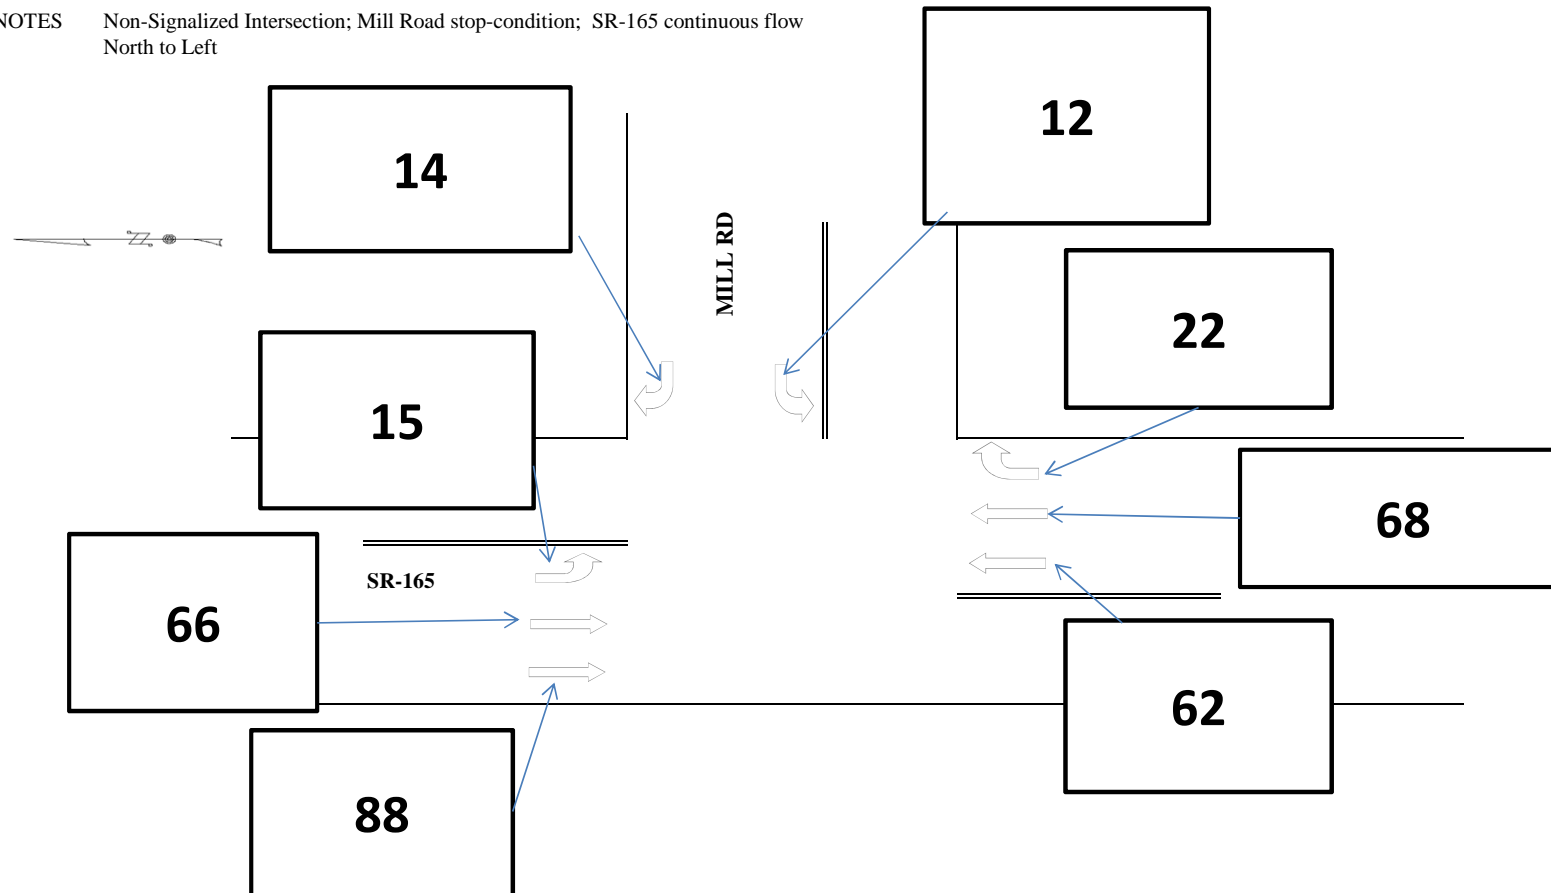 NOTES Non-Signalized Intersection; Mill Road stop-condition; SR-165 continuous flow
North to Left
12
14
MILL RD
N
22
15
68
SR-165
66
62
88